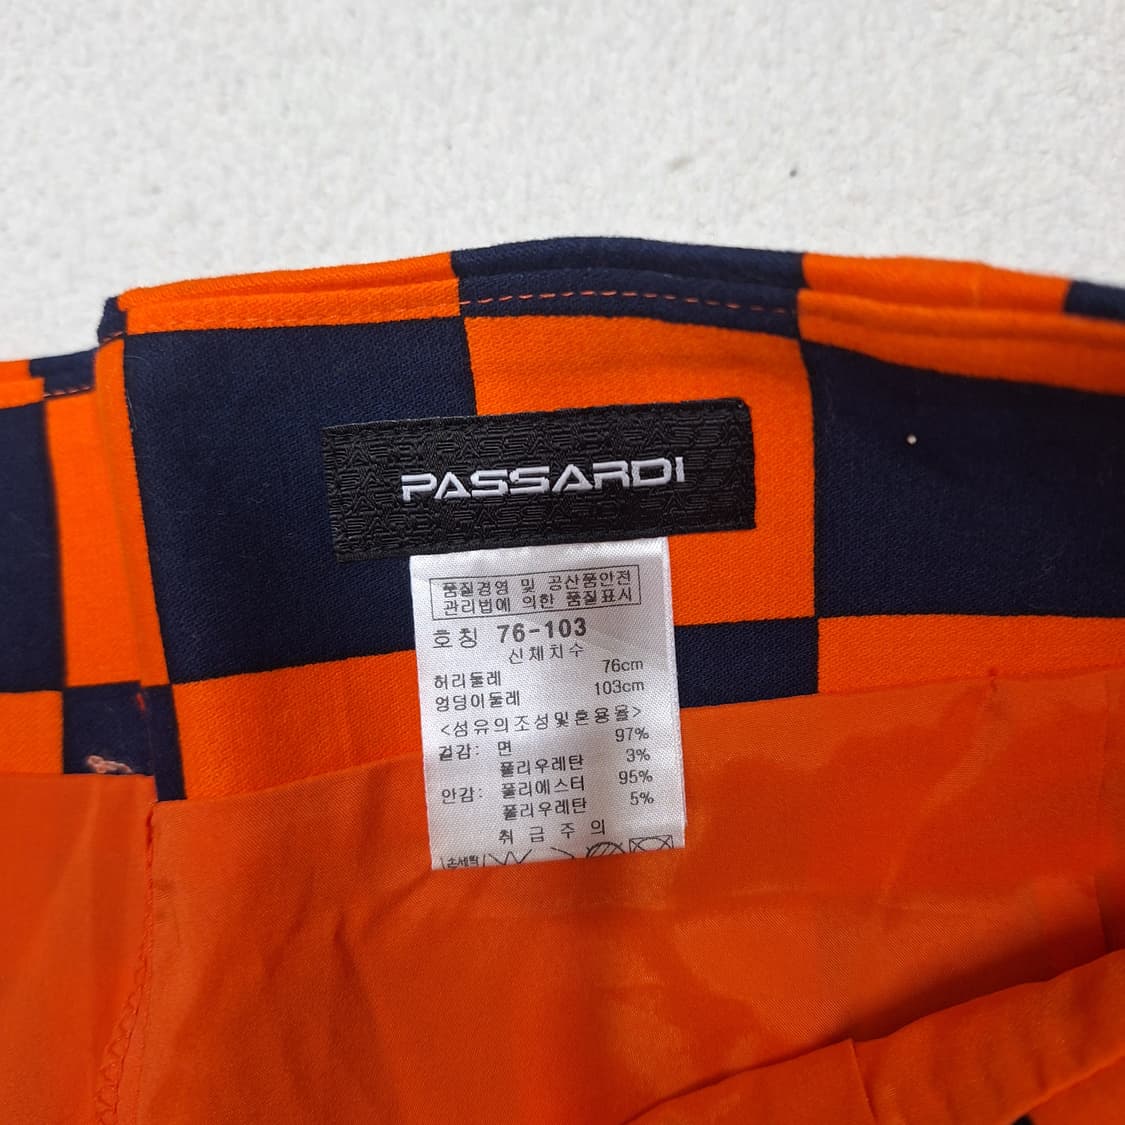 PASSARDI
품질경영 및 공산품안전
관리법에 의한 품질표시
호칭 76-103
신체치수
허리둘레 76cm
엉덩이둘레 103cm
<섬유의조성및혼용율>
겉감: 면 97%
폴리우레탄 3%
안감: 폴리에스터 95%
폴리우레탄 5%
취급주의
손세탁